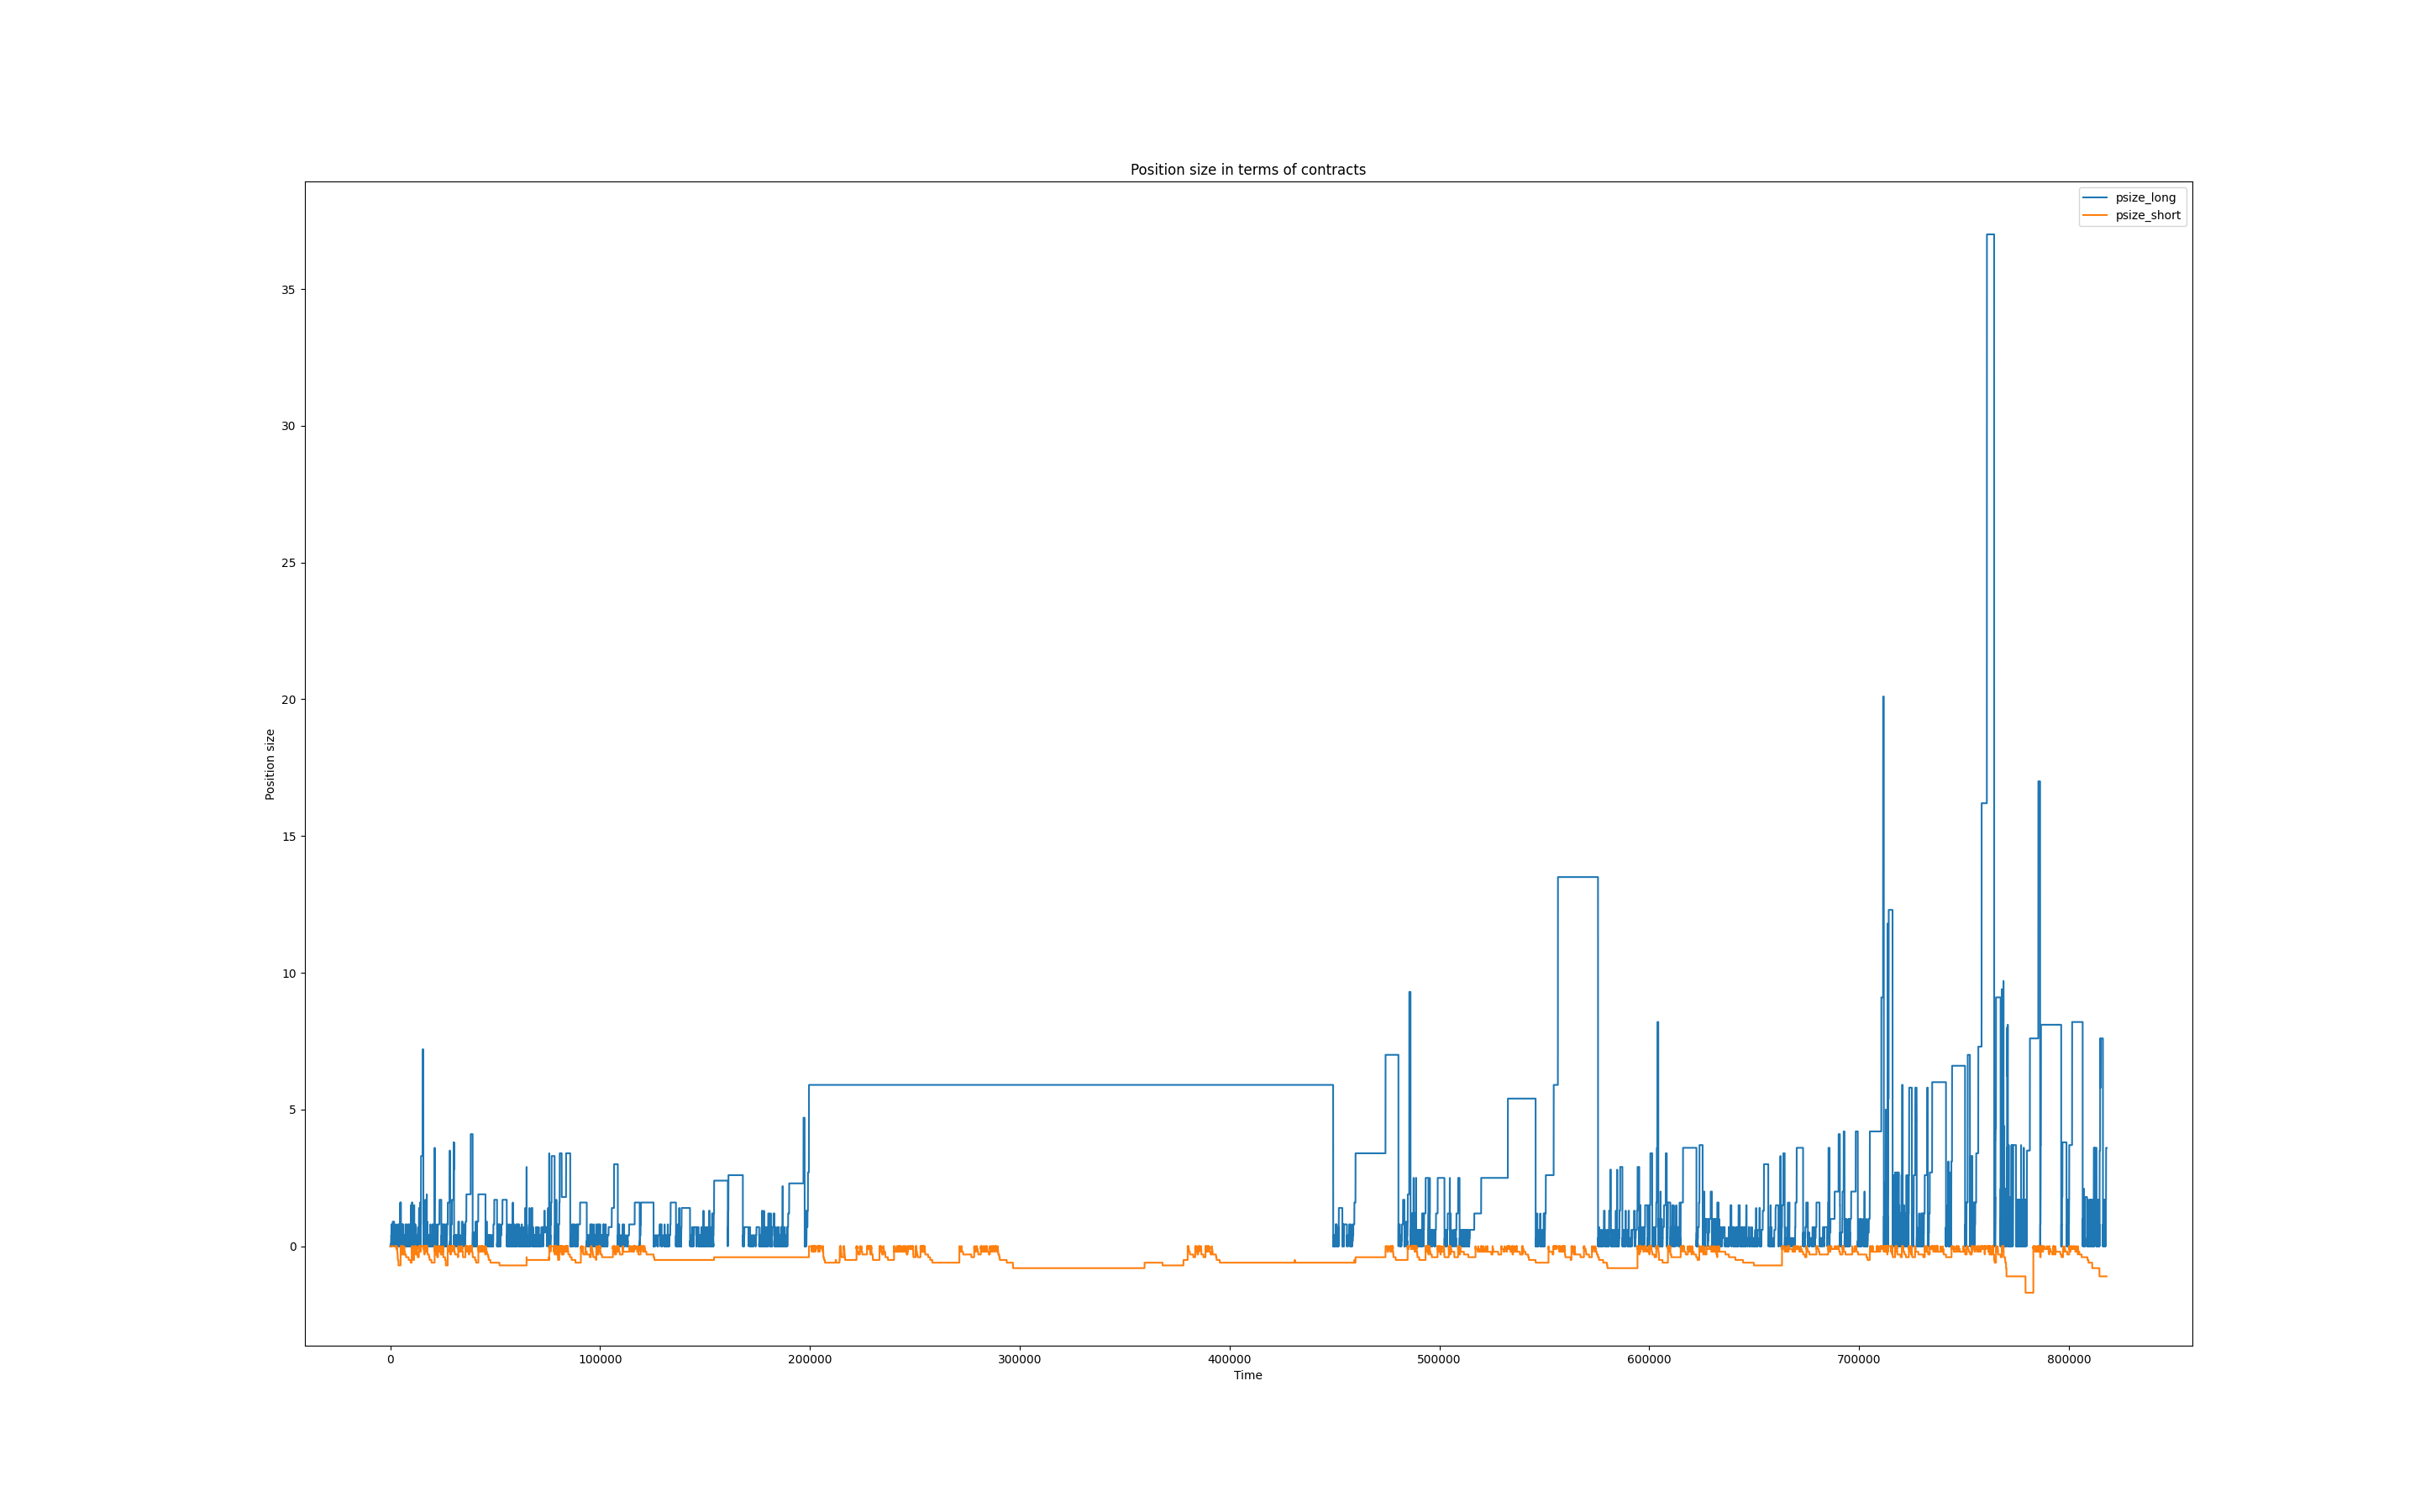 Position size in terms of contracts
psize_long
psize_short
Position size
35
30
25
20
15
10
5
0
0 100000 200000 300000 400000 500000 600000 700000 800000
Time